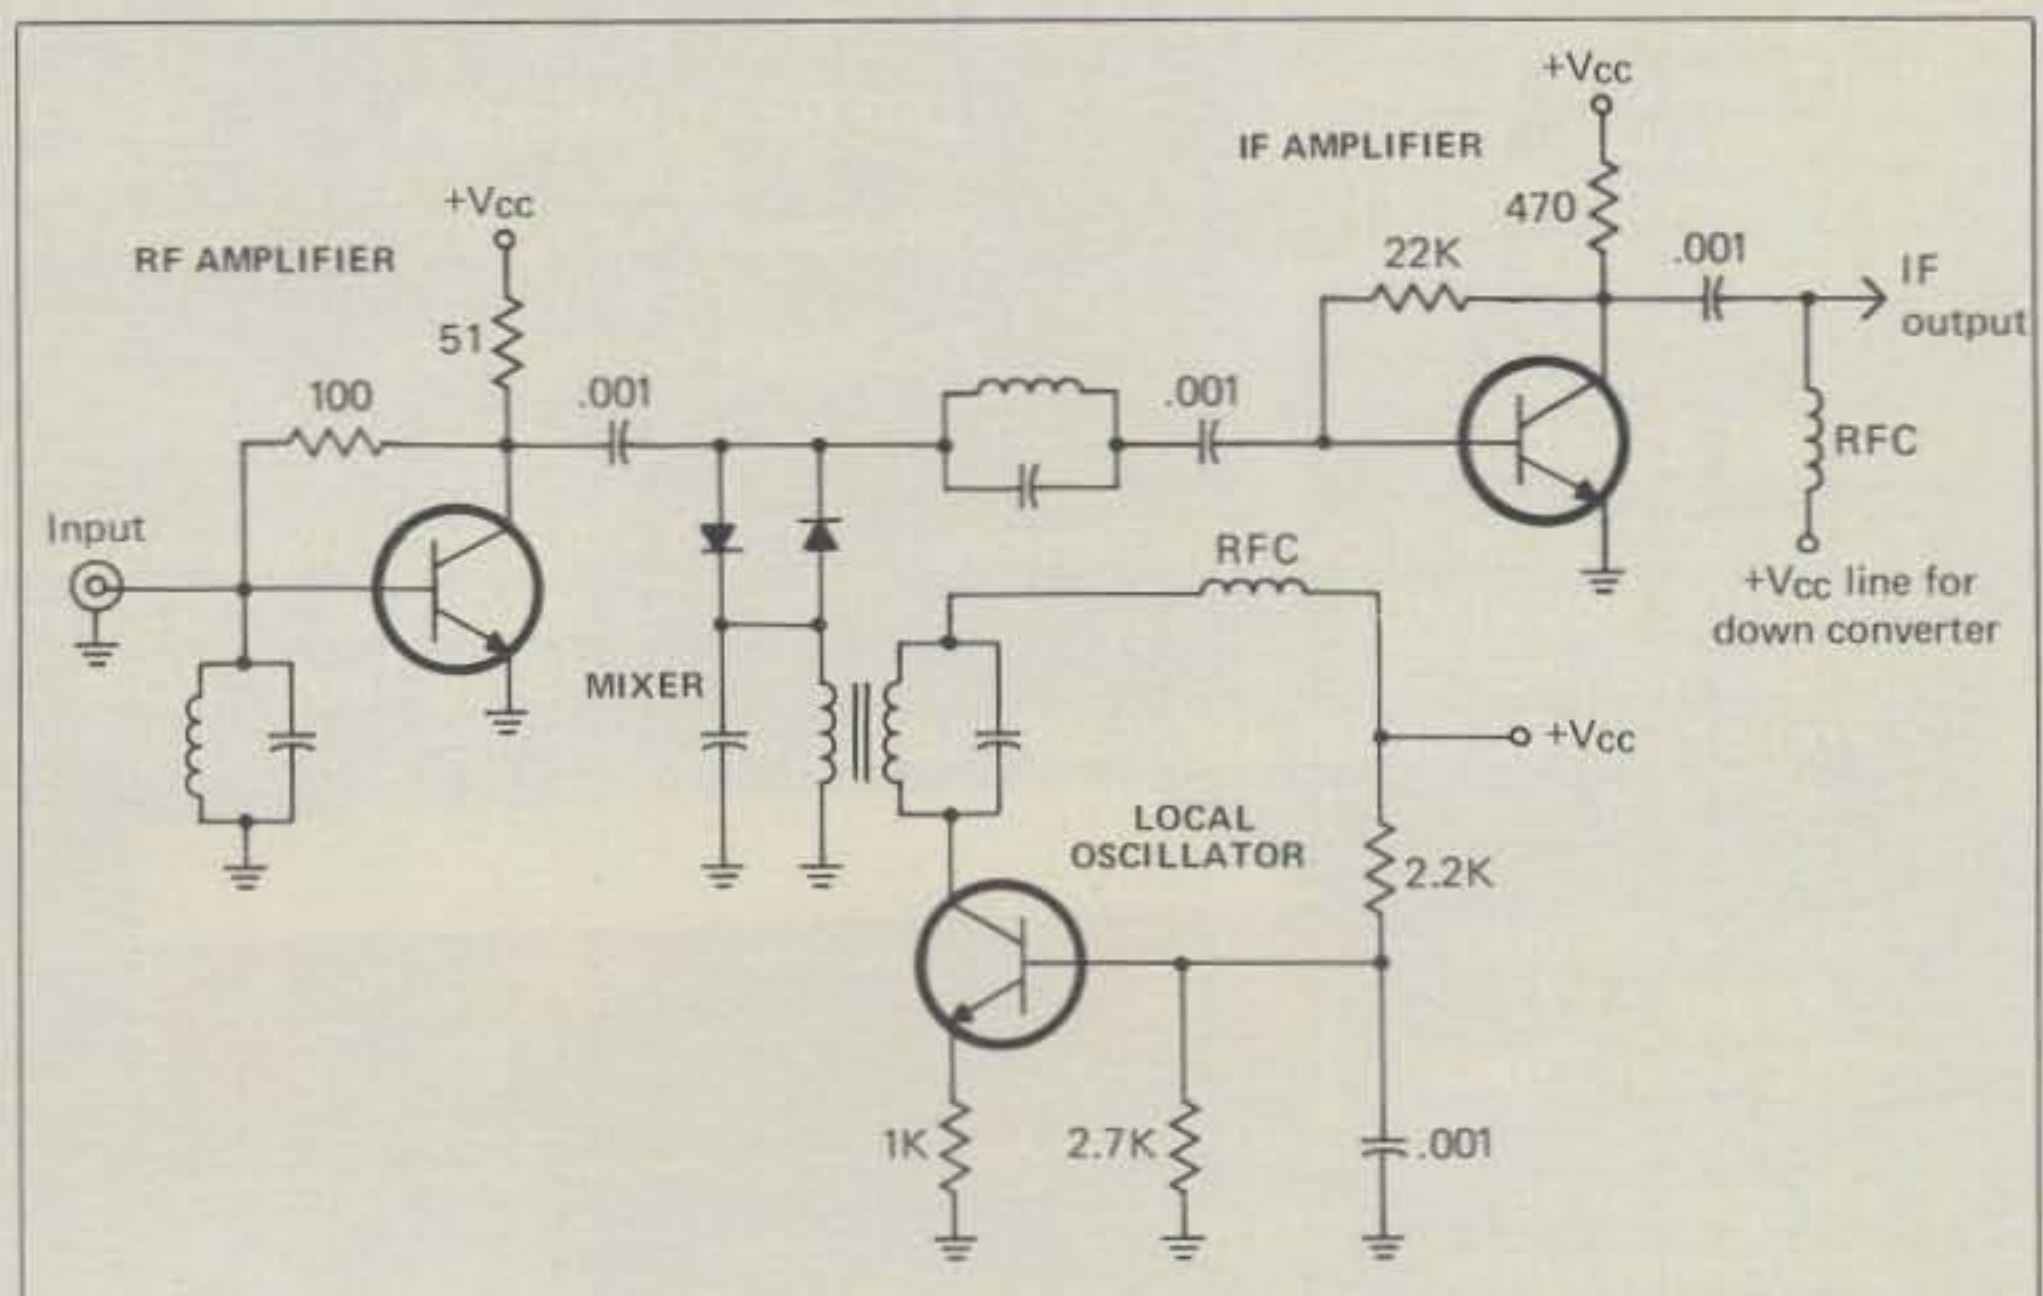 +Vcc
IF AMPLIFIER
470
+Vcc
22K
.001
RF AMPLIFIER
IF
output
51
100
.001
.001
RFC
Input
RFC
+Vcc line for
down converter
MIXER
+Vcc
LOCAL
OSCILLATOR
2.2K
1K
2.7K
.001